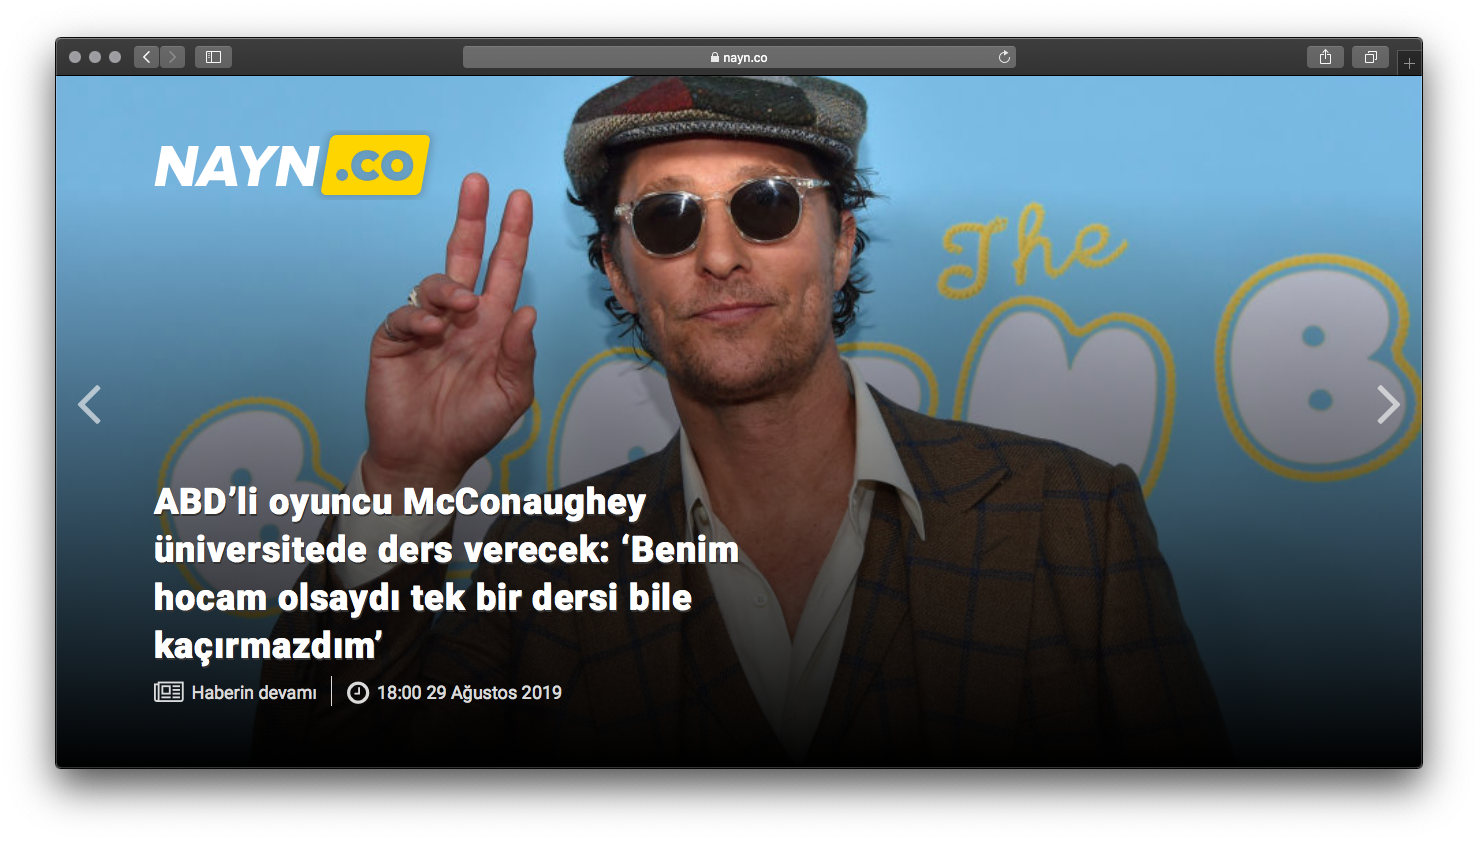 nayn.co
NAYN.CO
The
B
ABD’li oyuncu McConaughey
üniversitede ders verecek: ‘Benim
hocam olsaydı tek bir dersi bile
kaçırmazdım’
Haberin devamı
18:00 29 Ağustos 2019